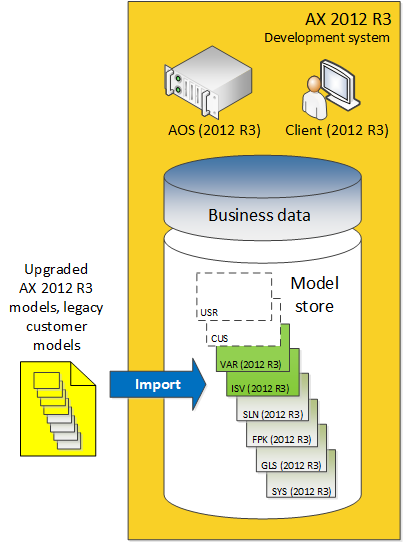 AX 2012 R3
Development system
AOS (2012 R3)
Client (2012 R3)
Business data
Upgraded
AX 2012 R3
models, legacy
customer
models
Import
Model
store
USR
CUS
VAR (2012 R3)
ISV (2012 R3)
SLN (2012 R3)
FPK (2012 R3)
GLS (2012 R3)
SYS (2012 R3)